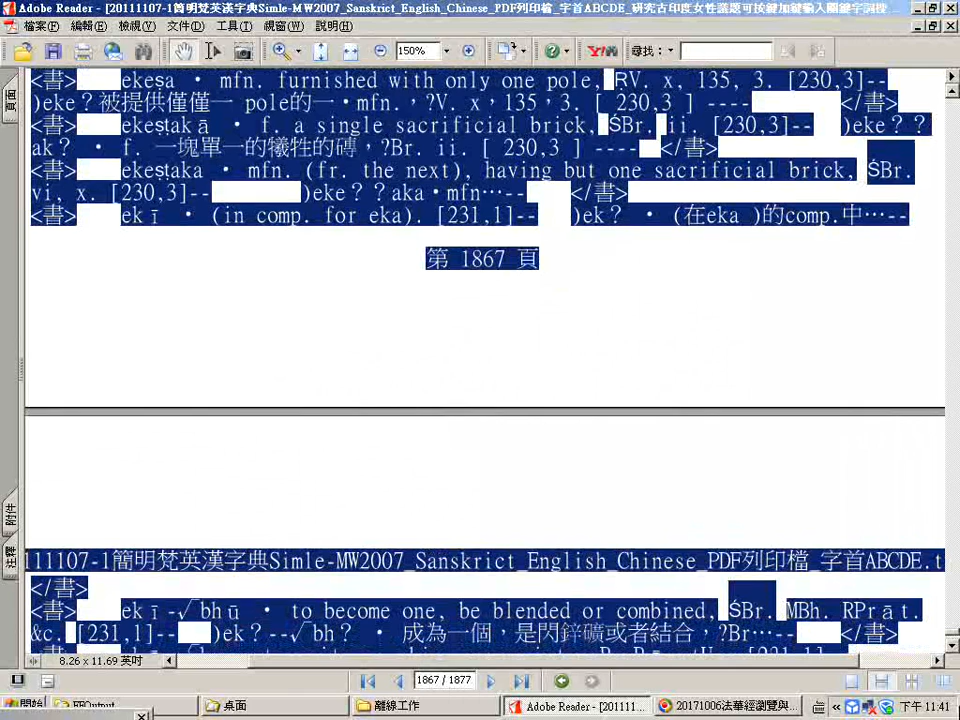 Adobe Reader - [20111107-1簡明梵英漢字典Simle-MW2007_Sanskrict_English_Chinese_PDF列印檔_字首ABCDE_研究古印度女性議題可按鍵加鍵輸入關鍵字詞搜
檔案(F) 編輯(E) 檢視(V) 文件(D) 工具(T) 視窗(W) 說明(H)
150% Y! 尋找：
頁面
<書> ekeṣa • mfn. furnished with only one pole, ṚV. x, 135, 3. [230,3]--
)eke？被提供僅僅一 pole的一•mfn.，?V. x，135，3. [ 230,3 ] ---- </書>
<書> ekeṣṭakā • f. a single sacrificial brick, ŚBr. ii. [230,3]-- )eke？？
ak？ • f. 一塊單一的犧牲的磚，?Br. ii. [ 230,3 ] ---- </書>
<書> ekeṣṭaka • mfn. (fr. the next), having but one sacrificial brick, ŚBr.
vi, x. [230,3]-- )eke？？aka•mfn…-- </書>
<書> ekī • (in comp. for eka). [231,1]-- )ek？ • (在eka )的comp.中…--
第 1867 頁
附件
注釋
111107-1簡明梵英漢字典Simle-MW2007_Sanskrict_English_Chinese_PDF列印檔_字首ABCDE.t
</書>
<書> ekī-√bhū • to become one, be blended or combined, ŚBr. MBh. RPrāt.
&c. [231,1]-- )ek？--√bh？ • 成為一個，是閃鋅礦或者結合，?Br…-- </書>
8.26 x 11.69 英吋
1867 / 1877
開始 FFOutput 桌面 離線工作 Adobe Reader - [201111... 20171006法華經瀏覽與... 下午 11:41